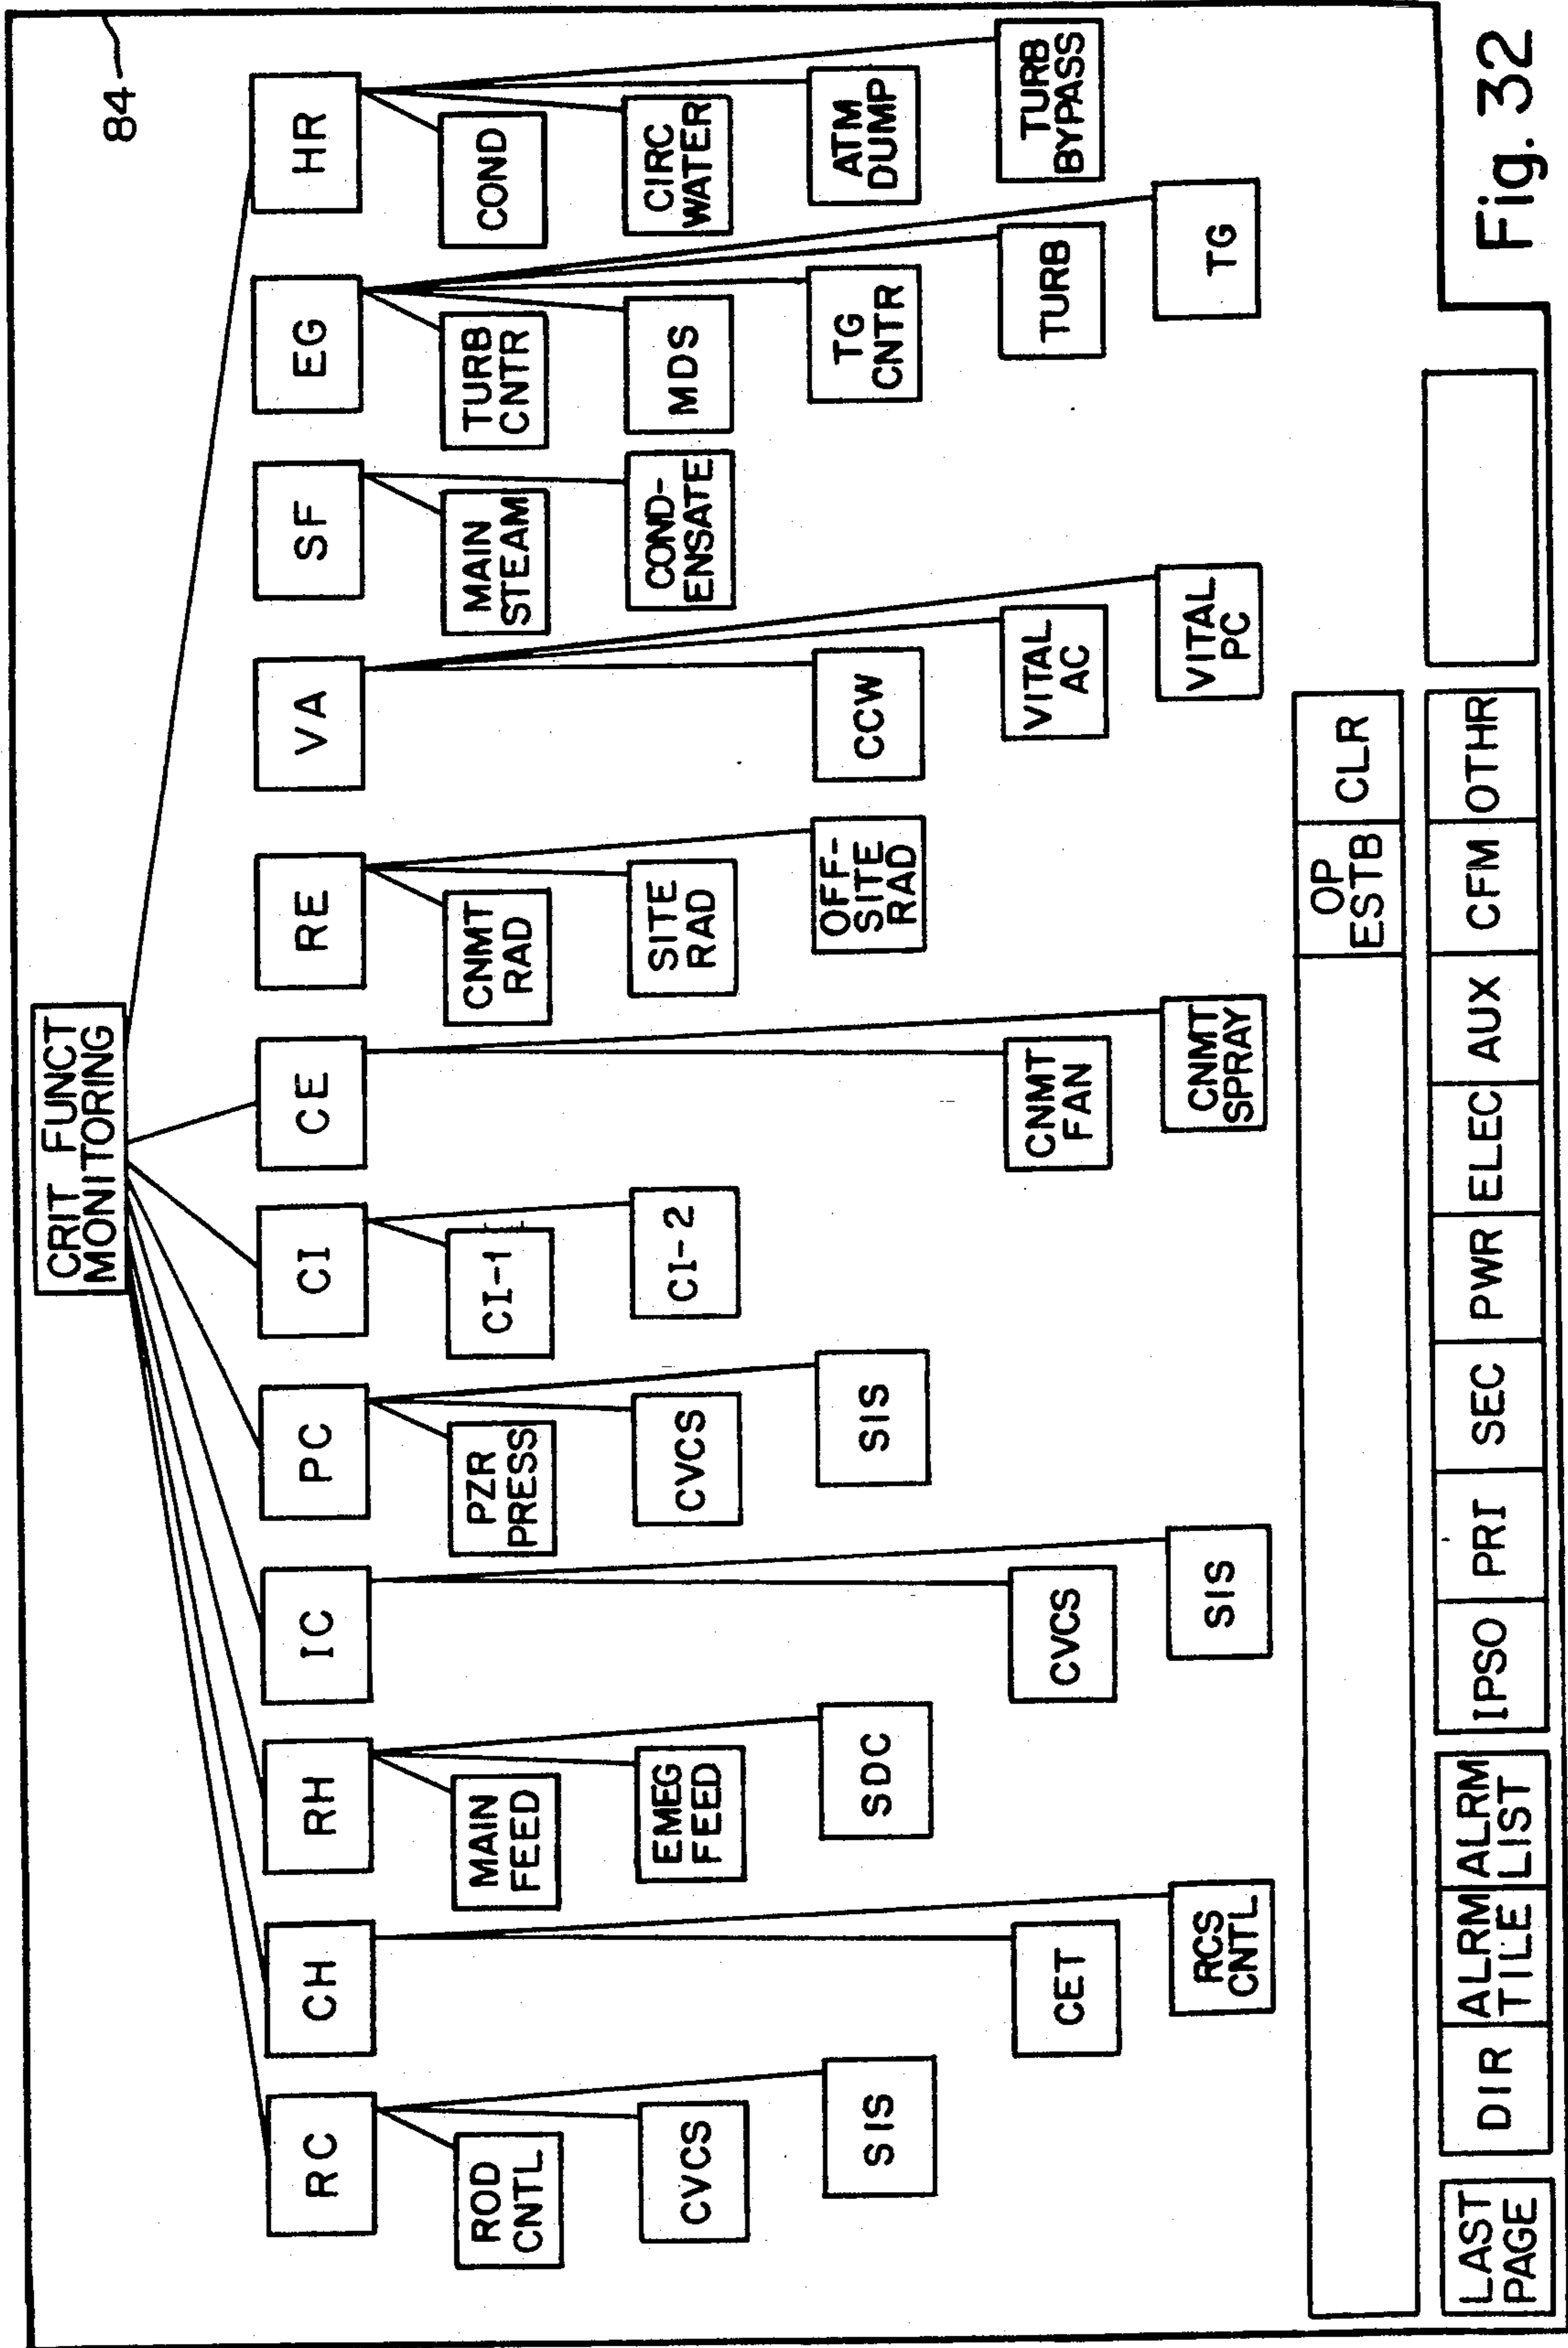 84
CRIT FUNCT
MONITORING
RC
CH
RH
IC
PC
CI
CE
RE
VA
SF
EG
HR
ROD
CNTL
MAIN
FEED
PZR
PRESS
CI-1
CNMT
RAD
MAIN
STEAM
TURB
CNTR
COND
CVCS
EMEG
FEED
CVCS
CI-2
SITE
RAD
COND-
ENSATE
MDS
CIRC
WATER
SIS
SDC
SIS
OFF-
SITE
RAD
CCW
TG
CNTR
ATM
DUMP
CET
CVCS
CNMT
FAN
VITAL
AC
TURB
TURB
BYPASS
RCS
CNTL
SIS
CNMT
SPRAY
VITAL
PC
TG
OP
ESTB
CLR
LAST
PAGE
DIR
ALRM
TILE
ALRM
LIST
IPSO
PRI
SEC
PWR
ELEC
AUX
CFM
OTHR
Fig. 32